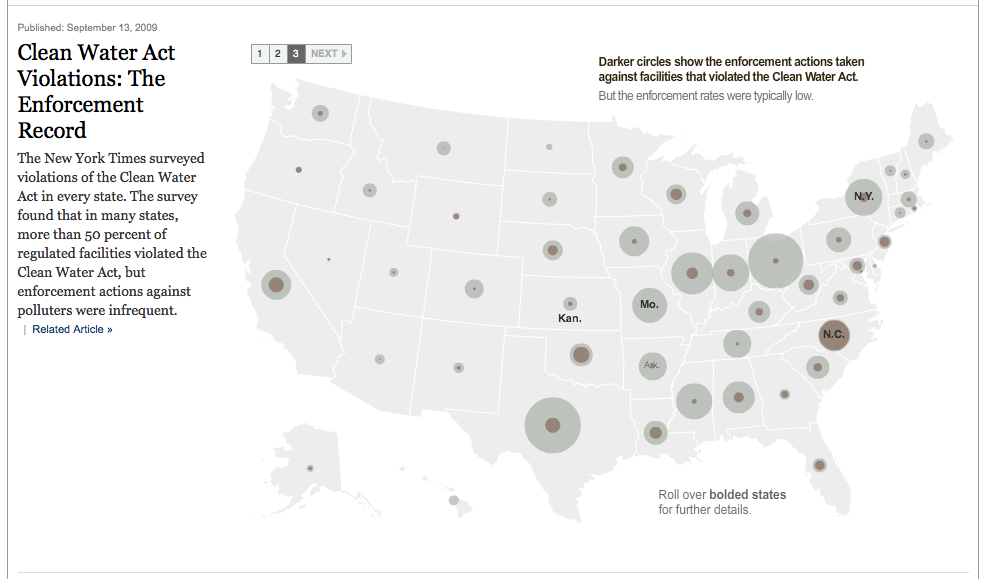 Published: September 13, 2009
Clean Water Act
Violations: The
Enforcement
Record
The New York Times surveyed
violations of the Clean Water
Act in every state. The survey
found that in many states,
more than 50 percent of
regulated facilities violated the
Clean Water Act, but
enforcement actions against
polluters were infrequent.
| Related Article »
1 2 3 NEXT
Darker circles show the enforcement actions taken
against facilities that violated the Clean Water Act.
But the enforcement rates were typically low.
N.Y.
Mo.
Kan.
N.C.
Ark.
Roll over bolded states
for further details.